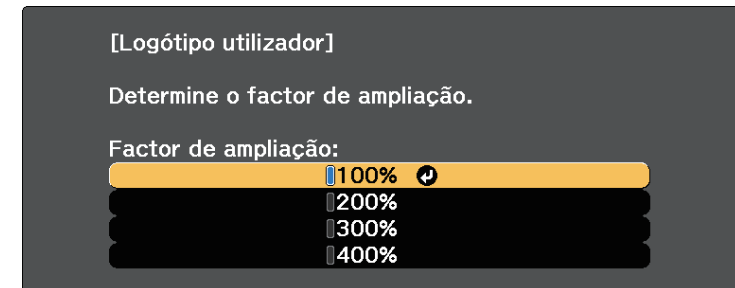 [Logótipo utilizador]
Determine o factor de ampliação.
Factor de ampliação:
100%
200%
300%
400%